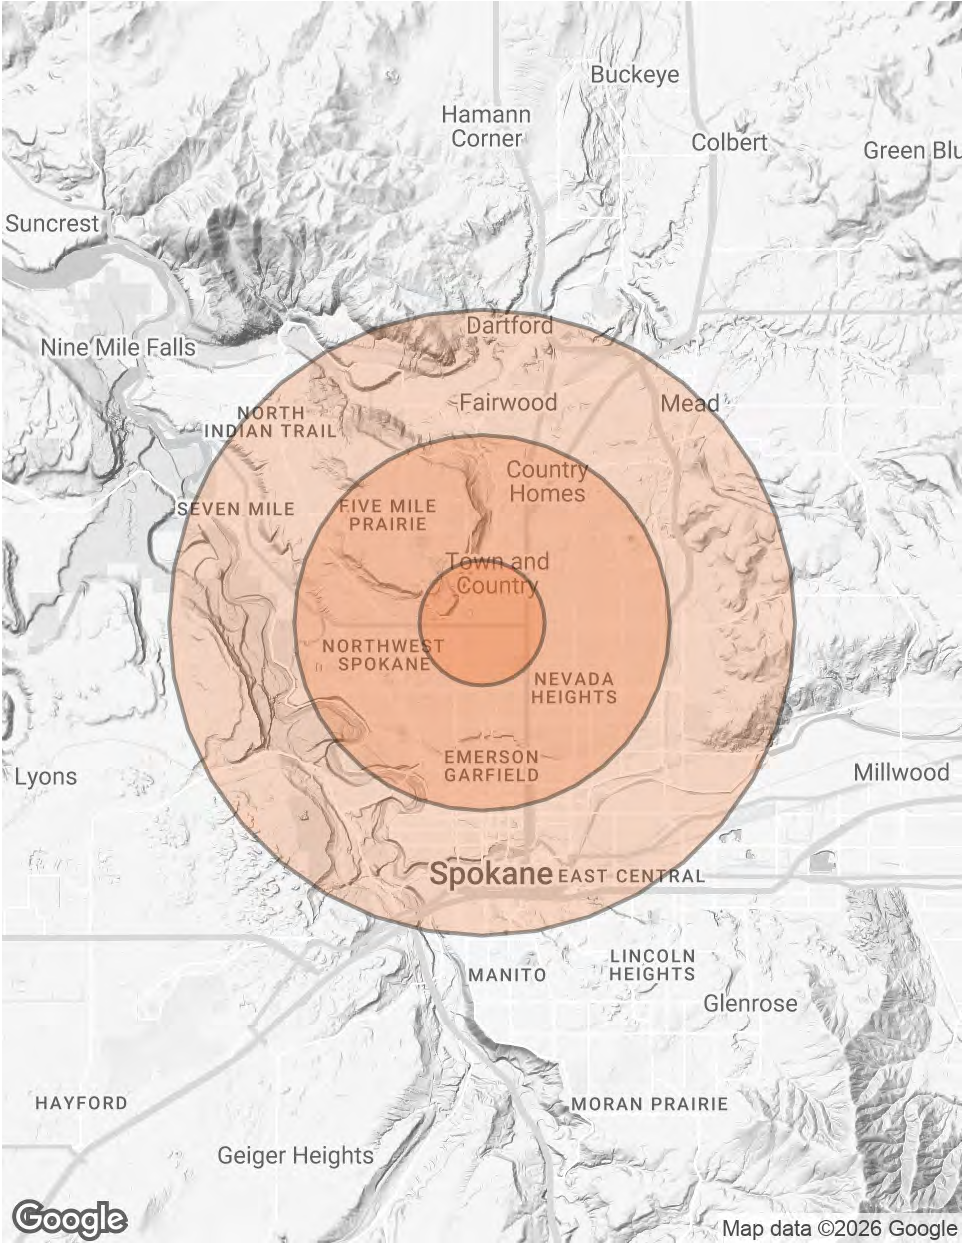 Buckeye
Hamann
Corner
Colbert
Green Blu
Suncrest
Dartford
Nine Mile Falls
Fairwood
Mead
NORTH
INDIAN TRAIL
Country
Homes
SEVEN MILE
FIVE MILE
PRAIRIE
Town and
Country
NORTHWEST
SPOKANE
NEVADA
HEIGHTS
EMERSON
GARFIELD
Lyons
Millwood
Spokane
EAST CENTRAL
MANITO
LINCOLN
HEIGHTS
Glenrose
HAYFORD
MORAN PRAIRIE
Geiger Heights
Google
Map data ©2026 Google